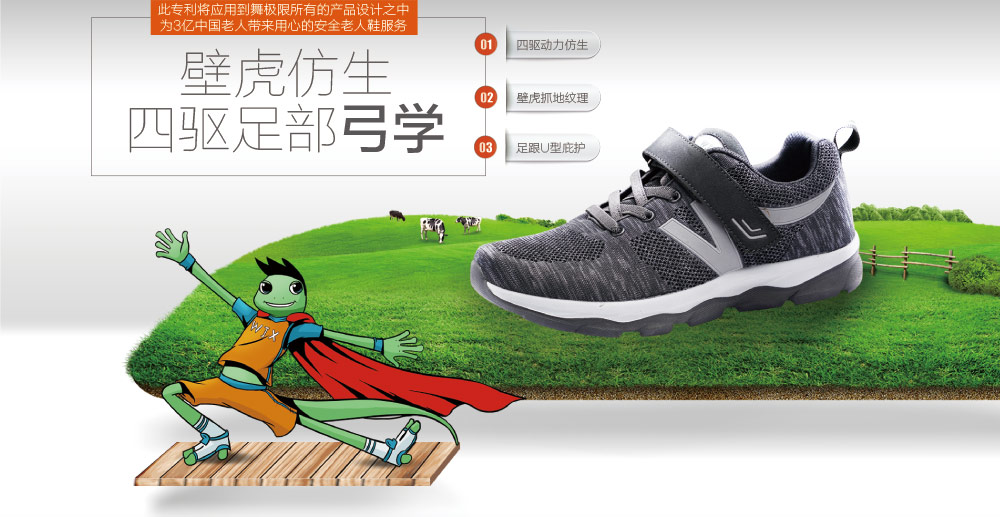 此专利将应用到舞极限所有的产品设计之中
为3亿中国老人带来用心的安全老人鞋服务
壁虎仿生
四驱足部弓学
01 四驱动力仿生
02 壁虎抓地纹理
03 足跟U型庇护
WJX